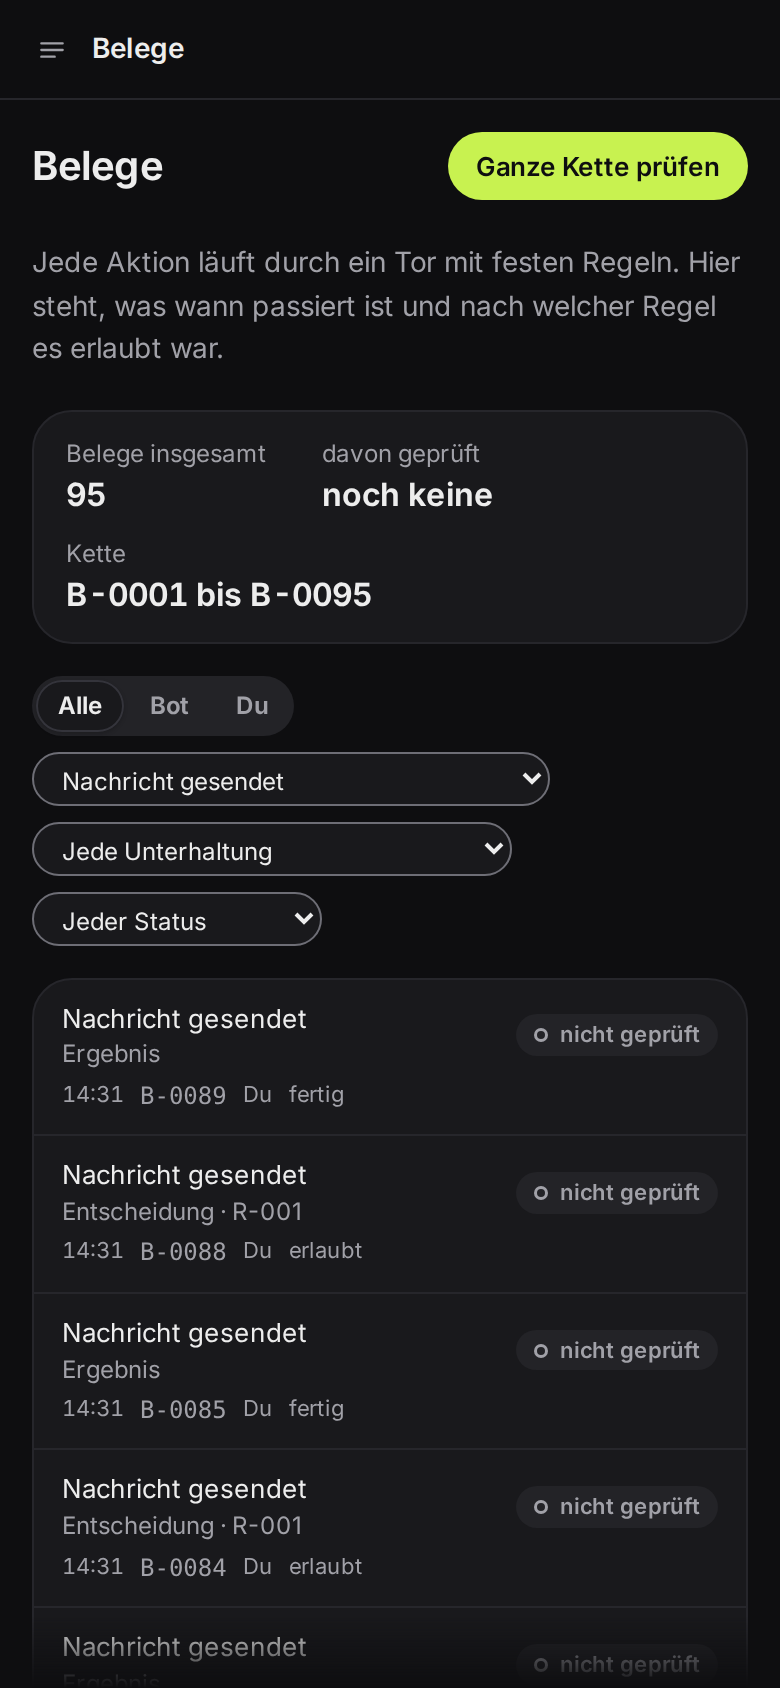 Belege
Belege
Ganze Kette prüfen
Jede Aktion läuft durch ein Tor mit festen Regeln. Hier
steht, was wann passiert ist und nach welcher Regel
es erlaubt war.
Belege insgesamt
95
davon geprüft
noch keine
Kette
B-0001 bis B-0095
Alle Bot Du
Nachricht gesendet
Jede Unterhaltung
Jeder Status
Nachricht gesendet
Ergebnis
14:31 B-0089 Du fertig
nicht geprüft
Nachricht gesendet
Entscheidung · R-001
14:31 B-0088 Du erlaubt
nicht geprüft
Nachricht gesendet
Ergebnis
14:31 B-0085 Du fertig
nicht geprüft
Nachricht gesendet
Entscheidung · R-001
14:31 B-0084 Du erlaubt
nicht geprüft
Nachricht gesendet
Ergebnis
nicht geprüft